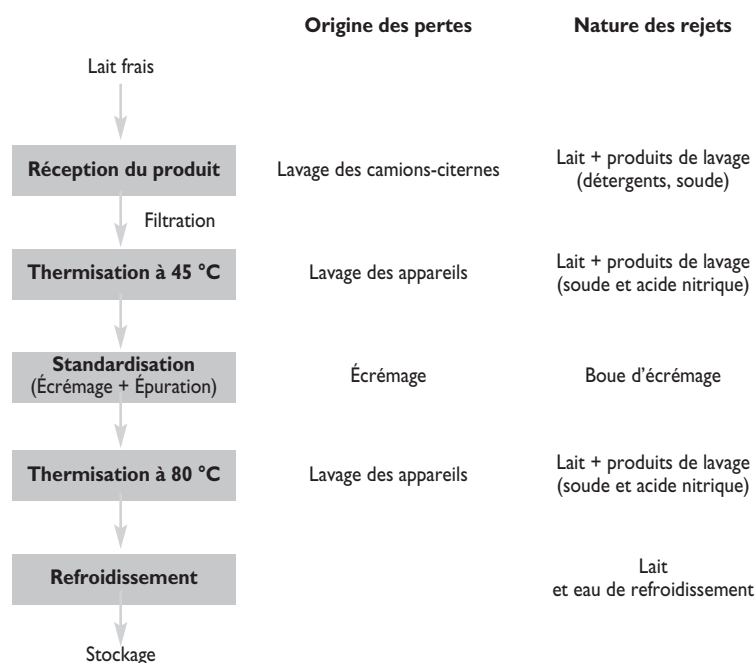 Origine des pertes
Nature des rejets
Lait frais
Réception du produit
Lavage des camions-citernes
Lait + produits de lavage
(détergents, soude)
Filtration
Thermisation à 45 °C
Lavage des appareils
Lait + produits de lavage
(soude et acide nitrique)
Standardisation
(Écrémage + Épuration)
Écrémage
Boue d'écrémage
Thermisation à 80 °C
Lavage des appareils
Lait + produits de lavage
(soude et acide nitrique)
Refroidissement
Lait
et eau de refroidissement
Stockage